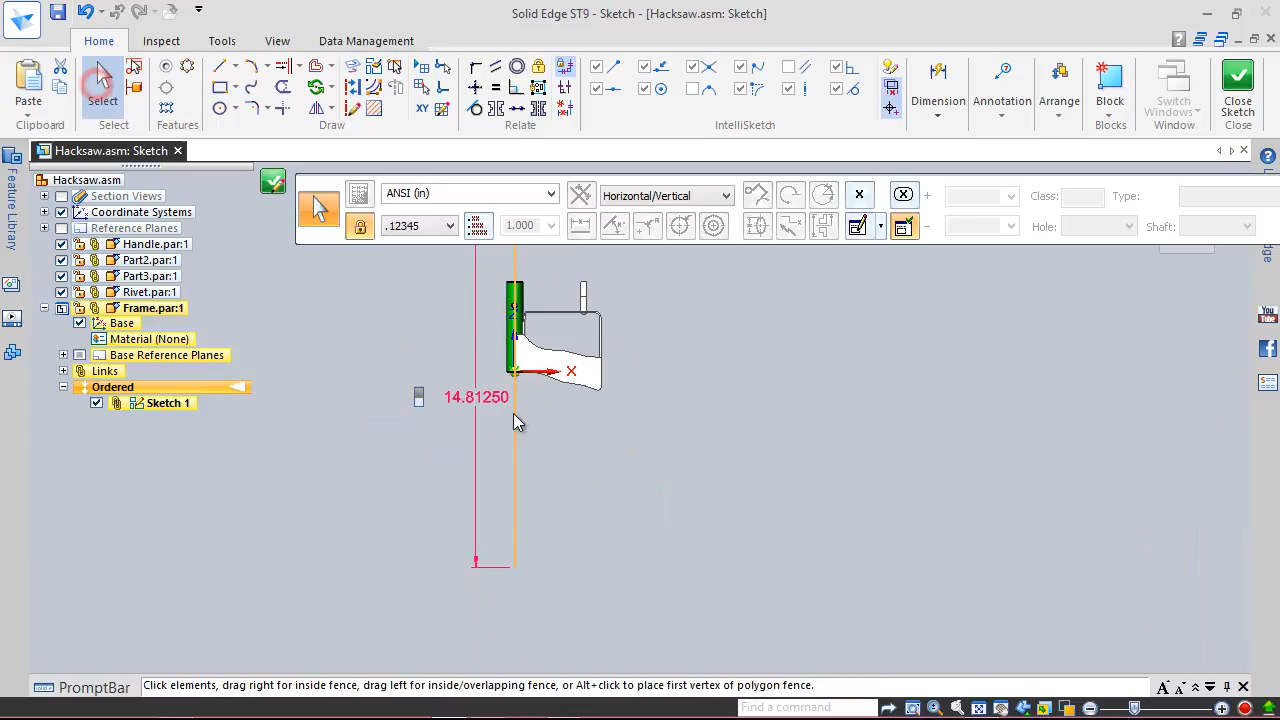 Solid Edge ST9 - Sketch - [Hacksaw.asm: Sketch]
Home Inspect Tools View Data Management
Paste Select Dimension Annotation Arrange Block Switch Windows Close Sketch
Clipboard Select Features Draw Relate IntelliSketch Blocks Window Close
Hacksaw.asm: Sketch
Feature Library
Hacksaw.asm
Section Views
Coordinate Systems
Reference Planes
Handle.par:1
Part2.par:1
Part3.par:1
Rivet.par:1
Frame.par:1
Base
Material (None)
Base Reference Planes
Links
Ordered
Sketch 1
ANSI (in) Horizontal/Vertical Class: Type:
.12345 1.000 Hole: Shaft:
X
14.81250
You Tube
PromptBar Click elements, drag right for inside fence, drag left for inside/overlapping fence, or Alt+click to place first vertex of polygon fence.
Find a command